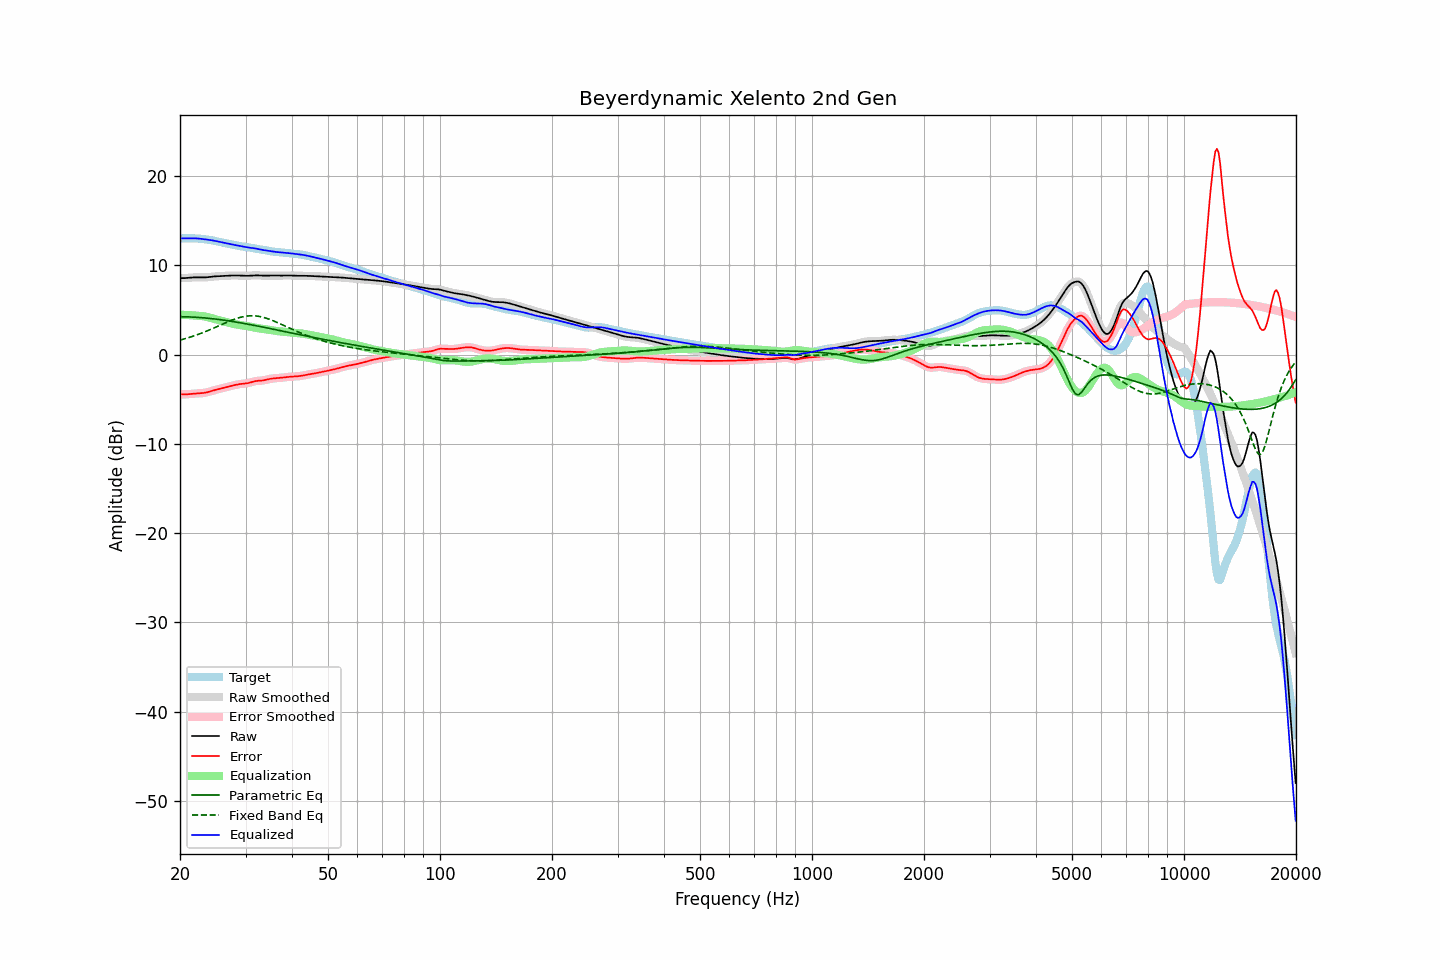 Beyerdynamic Xelento 2nd Gen
Amplitude (dBr)
20
10
0
−10
−20
−30
−40
−50
Target
Raw Smoothed
Error Smoothed
Raw
Error
Equalization
Parametric Eq
Fixed Band Eq
Equalized
20 50 100 200 500 1000 2000 5000 10000 20000
Frequency (Hz)